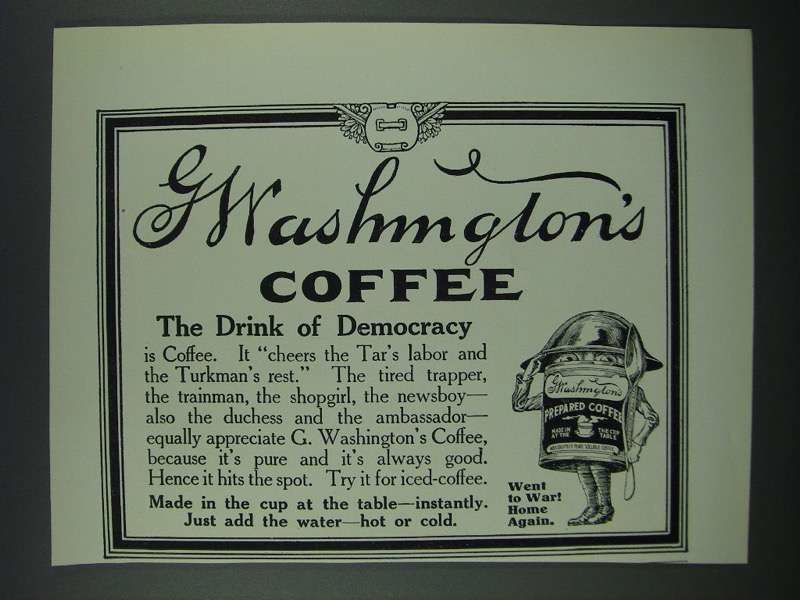 G Washington's
COFFEE
The Drink of Democracy
is Coffee. It "cheers the Tar's labor and
the Turkman's rest." The tired trapper,
the trainman, the shopgirl, the newsboy—
also the duchess and the ambassador—
equally appreciate G. Washington's Coffee,
because it's pure and it's always good.
Hence it hits the spot. Try it for iced-coffee.
Made in the cup at the table—instantly.
Just add the water—hot or cold.
G Washington's
PREPARED COFFEE
MADE IN THE CUP
AT THE TABLE
Went
to War!
Home
Again.